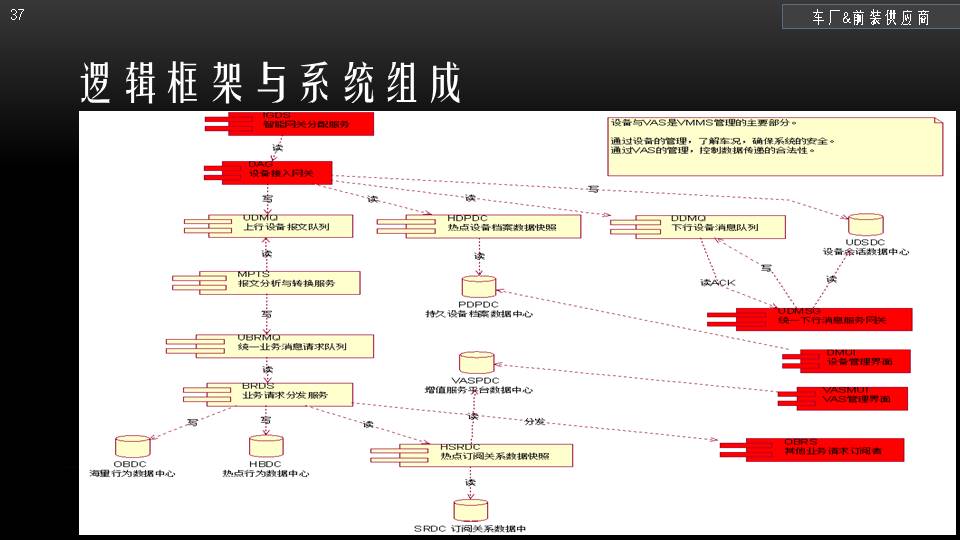 37
车厂&前装供应商
逻辑框架与系统组成
IGDS
智能网关分配服务
设备与VAS是VMMS管理的主要部分。
通过设备的管理，了解车况，确保系统的安全。
通过VAS的管理，控制数据传递的合法性。
读
DAG
设备接入网关
写
写
读
读
UDMQ
上行设备报文队列
HDPDC
热点设备档案数据快照
DDMQ
下行设备消息队列
UDSDC
设备会话数据中心
读
读
写
读
读ACK
MPTS
报文分析与转换服务
PDPDC
持久设备档案数据中心
写
UDMSG
统一下行消息服务网关
UBRMQ
统一业务消息请求队列
DMUI
设备管理界面
读
VASPDC
增值服务平台数据中心
BRDS
业务请求分发服务
VASMUI
VAS管理界面
写
写
读
读
分发
OBDC
海量行为数据中心
HBDC
热点行为数据中心
HSRDC
热点订阅关系数据快照
OBRS
其他业务请求订阅者
读
SRDC 订阅关系数据中